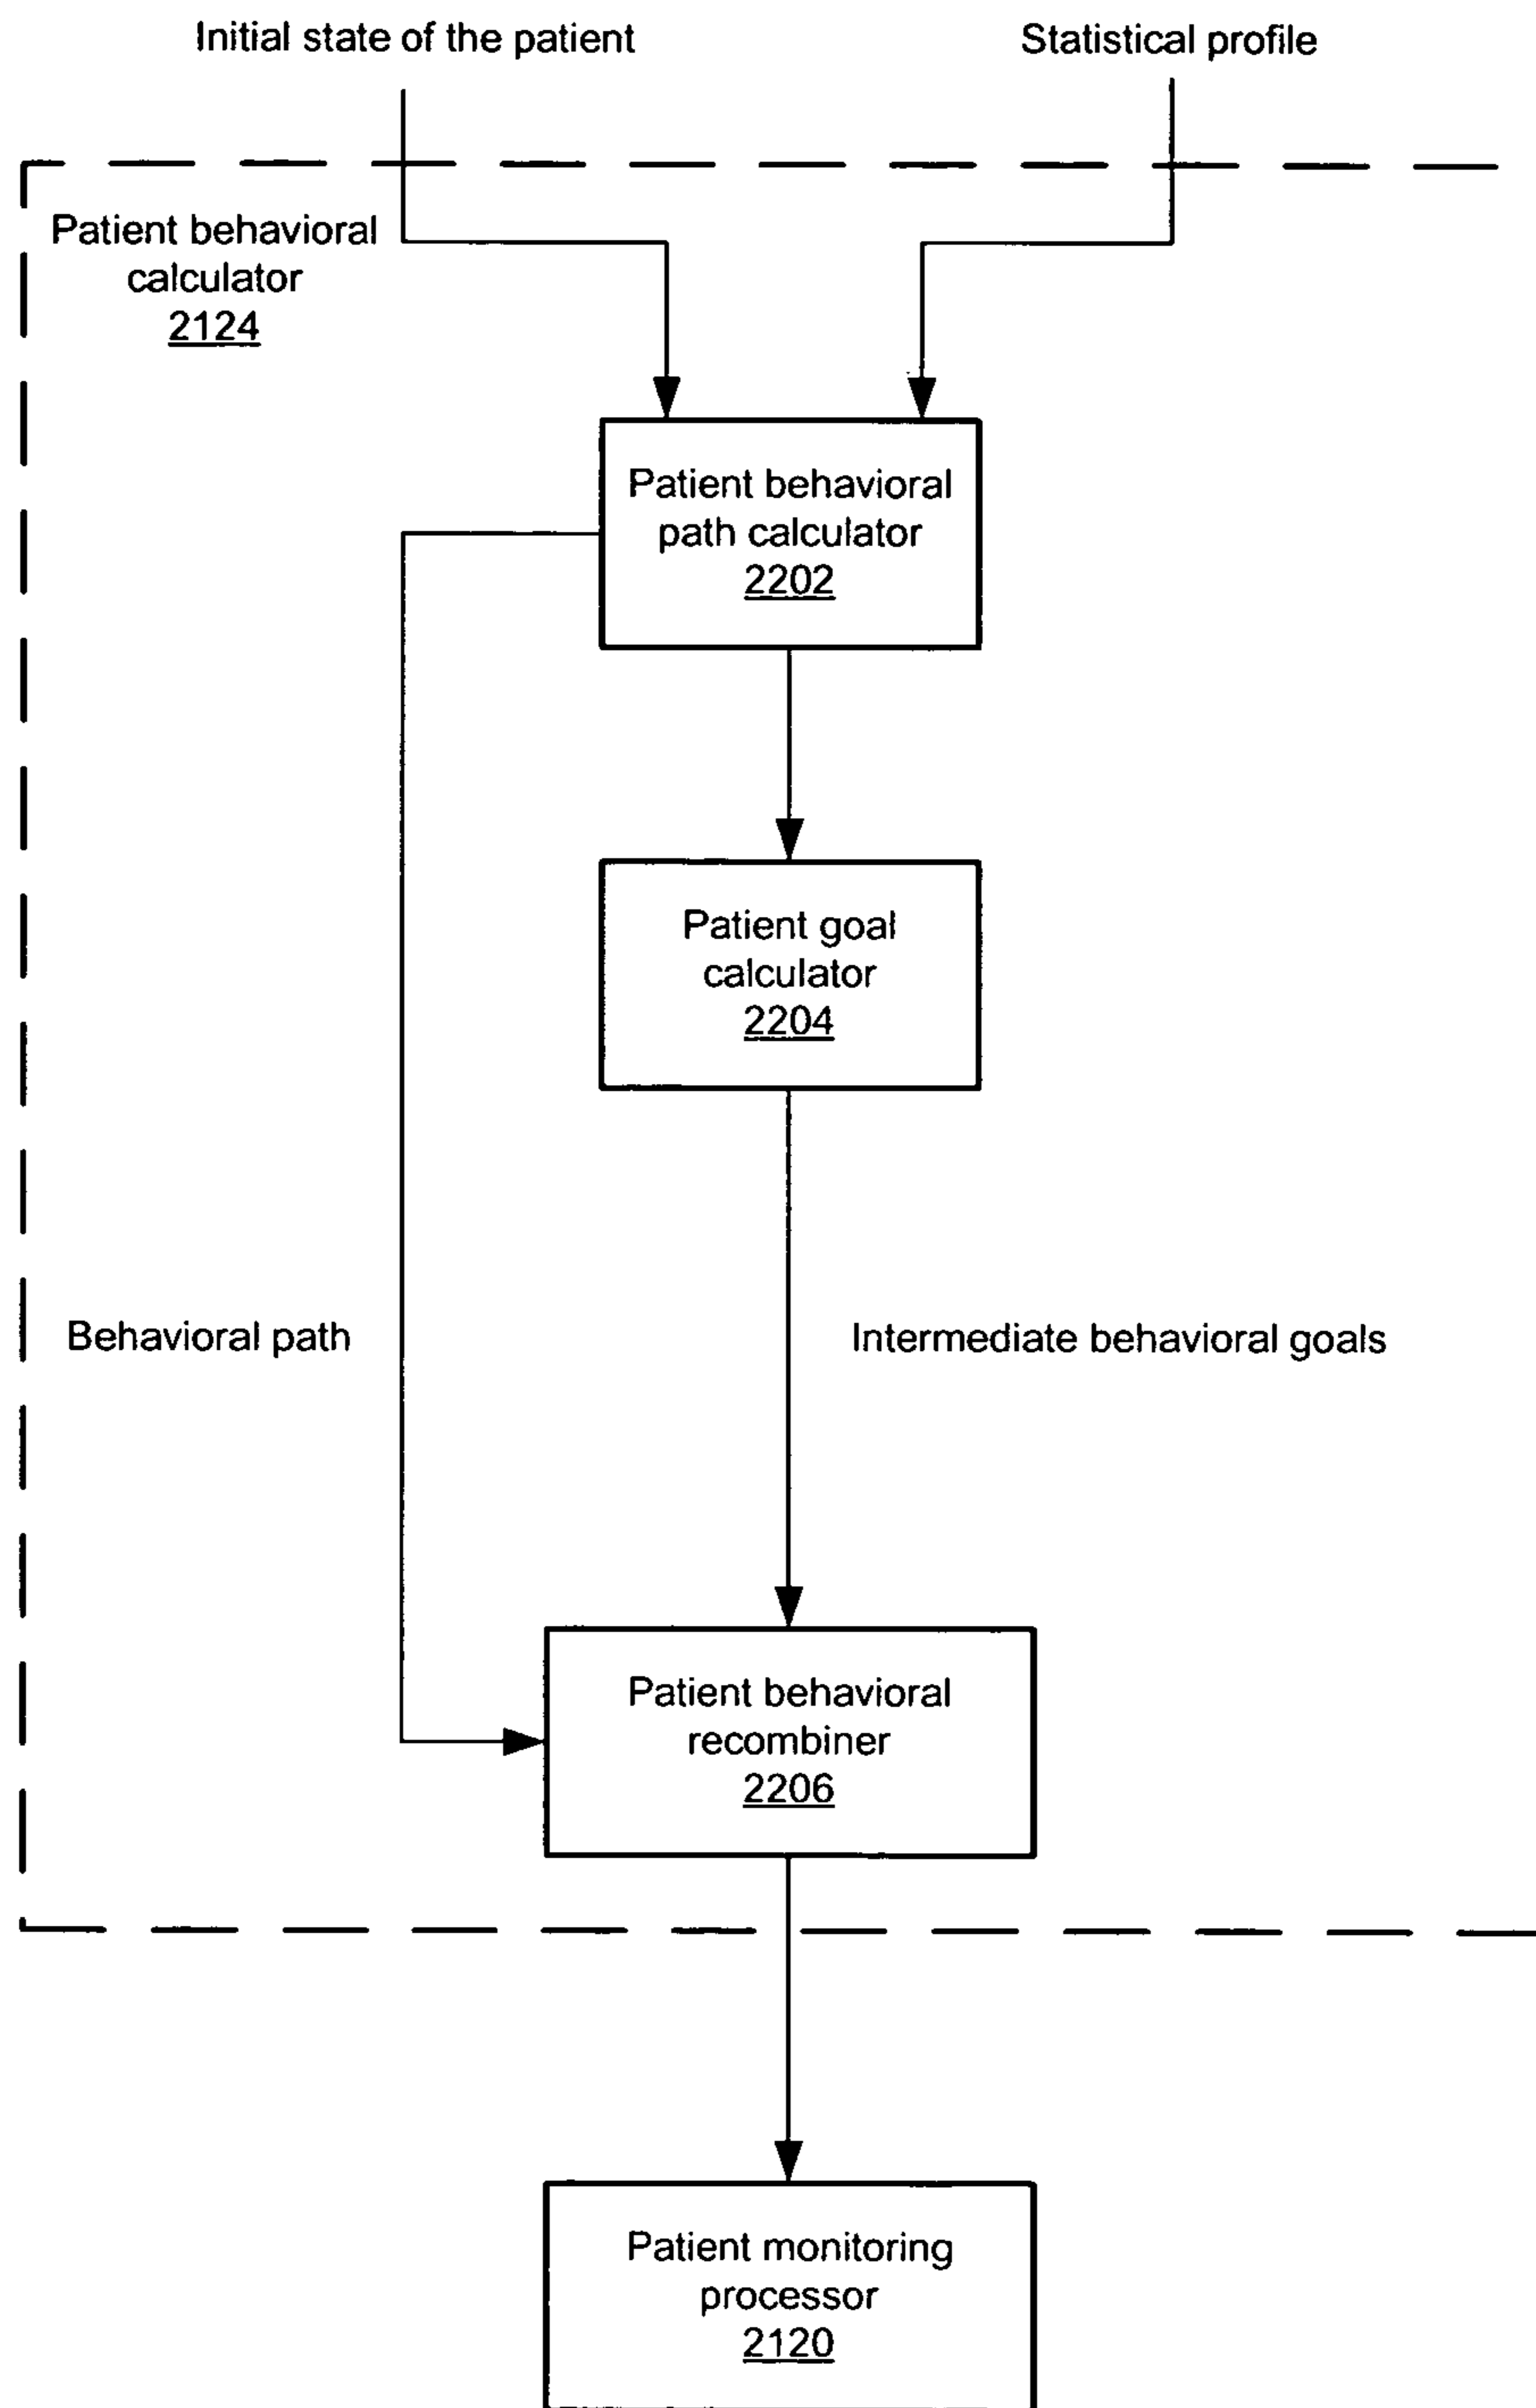 Initial state of the patient
Statistical profile
Patient behavioral
calculator
2124
Patient behavioral
path calculator
2202
Patient goal
calculator
2204
Behavioral path
Intermediate behavioral goals
Patient behavioral
recombiner
2206
Patient monitoring
processor
2120